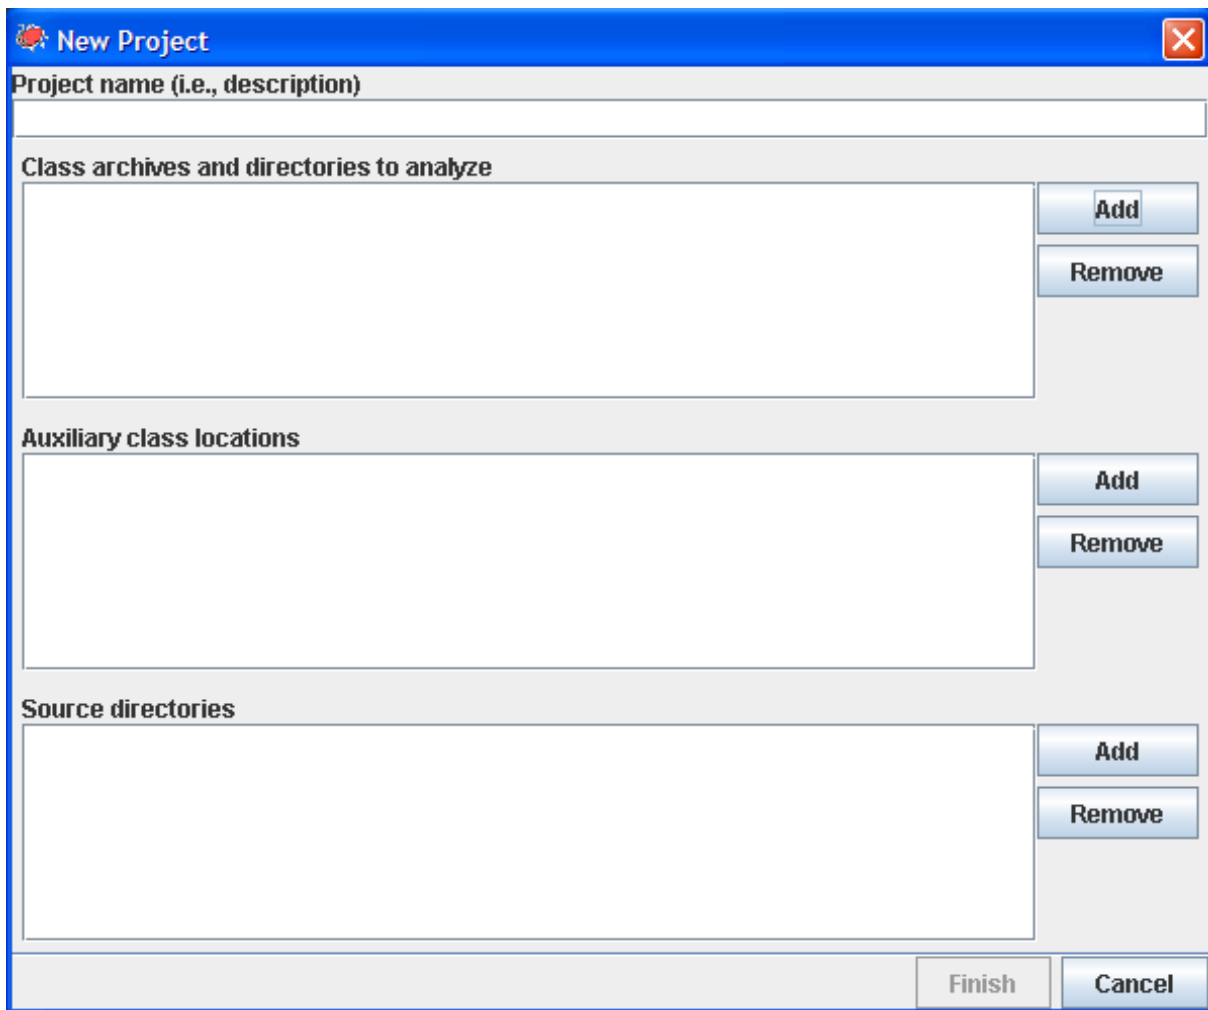 New Project
Project name (i.e., description)
Class archives and directories to analyze
Add
Remove
Auxiliary class locations
Add
Remove
Source directories
Add
Remove
Finish Cancel